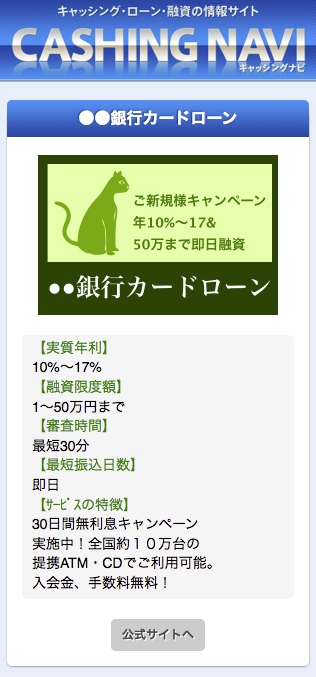 キャッシング・ローン・融資の情報サイト
CASHING NAVI
キャッシングナビ
●●銀行カードローン
ご新規様キャンペーン
年10%〜17&
50万まで即日融資
●●銀行カードローン
【実質年利】
10%〜17%
【融資限度額】
1〜50万円まで
【審査時間】
最短30分
【最短振込日数】
即日
【ｻｰﾋﾞｽの特徴】
30日間無利息キャンペーン
実施中！全国約１０万台の
提携ATM・CDでご利用可能。
入会金、手数料無料！
公式サイトへ